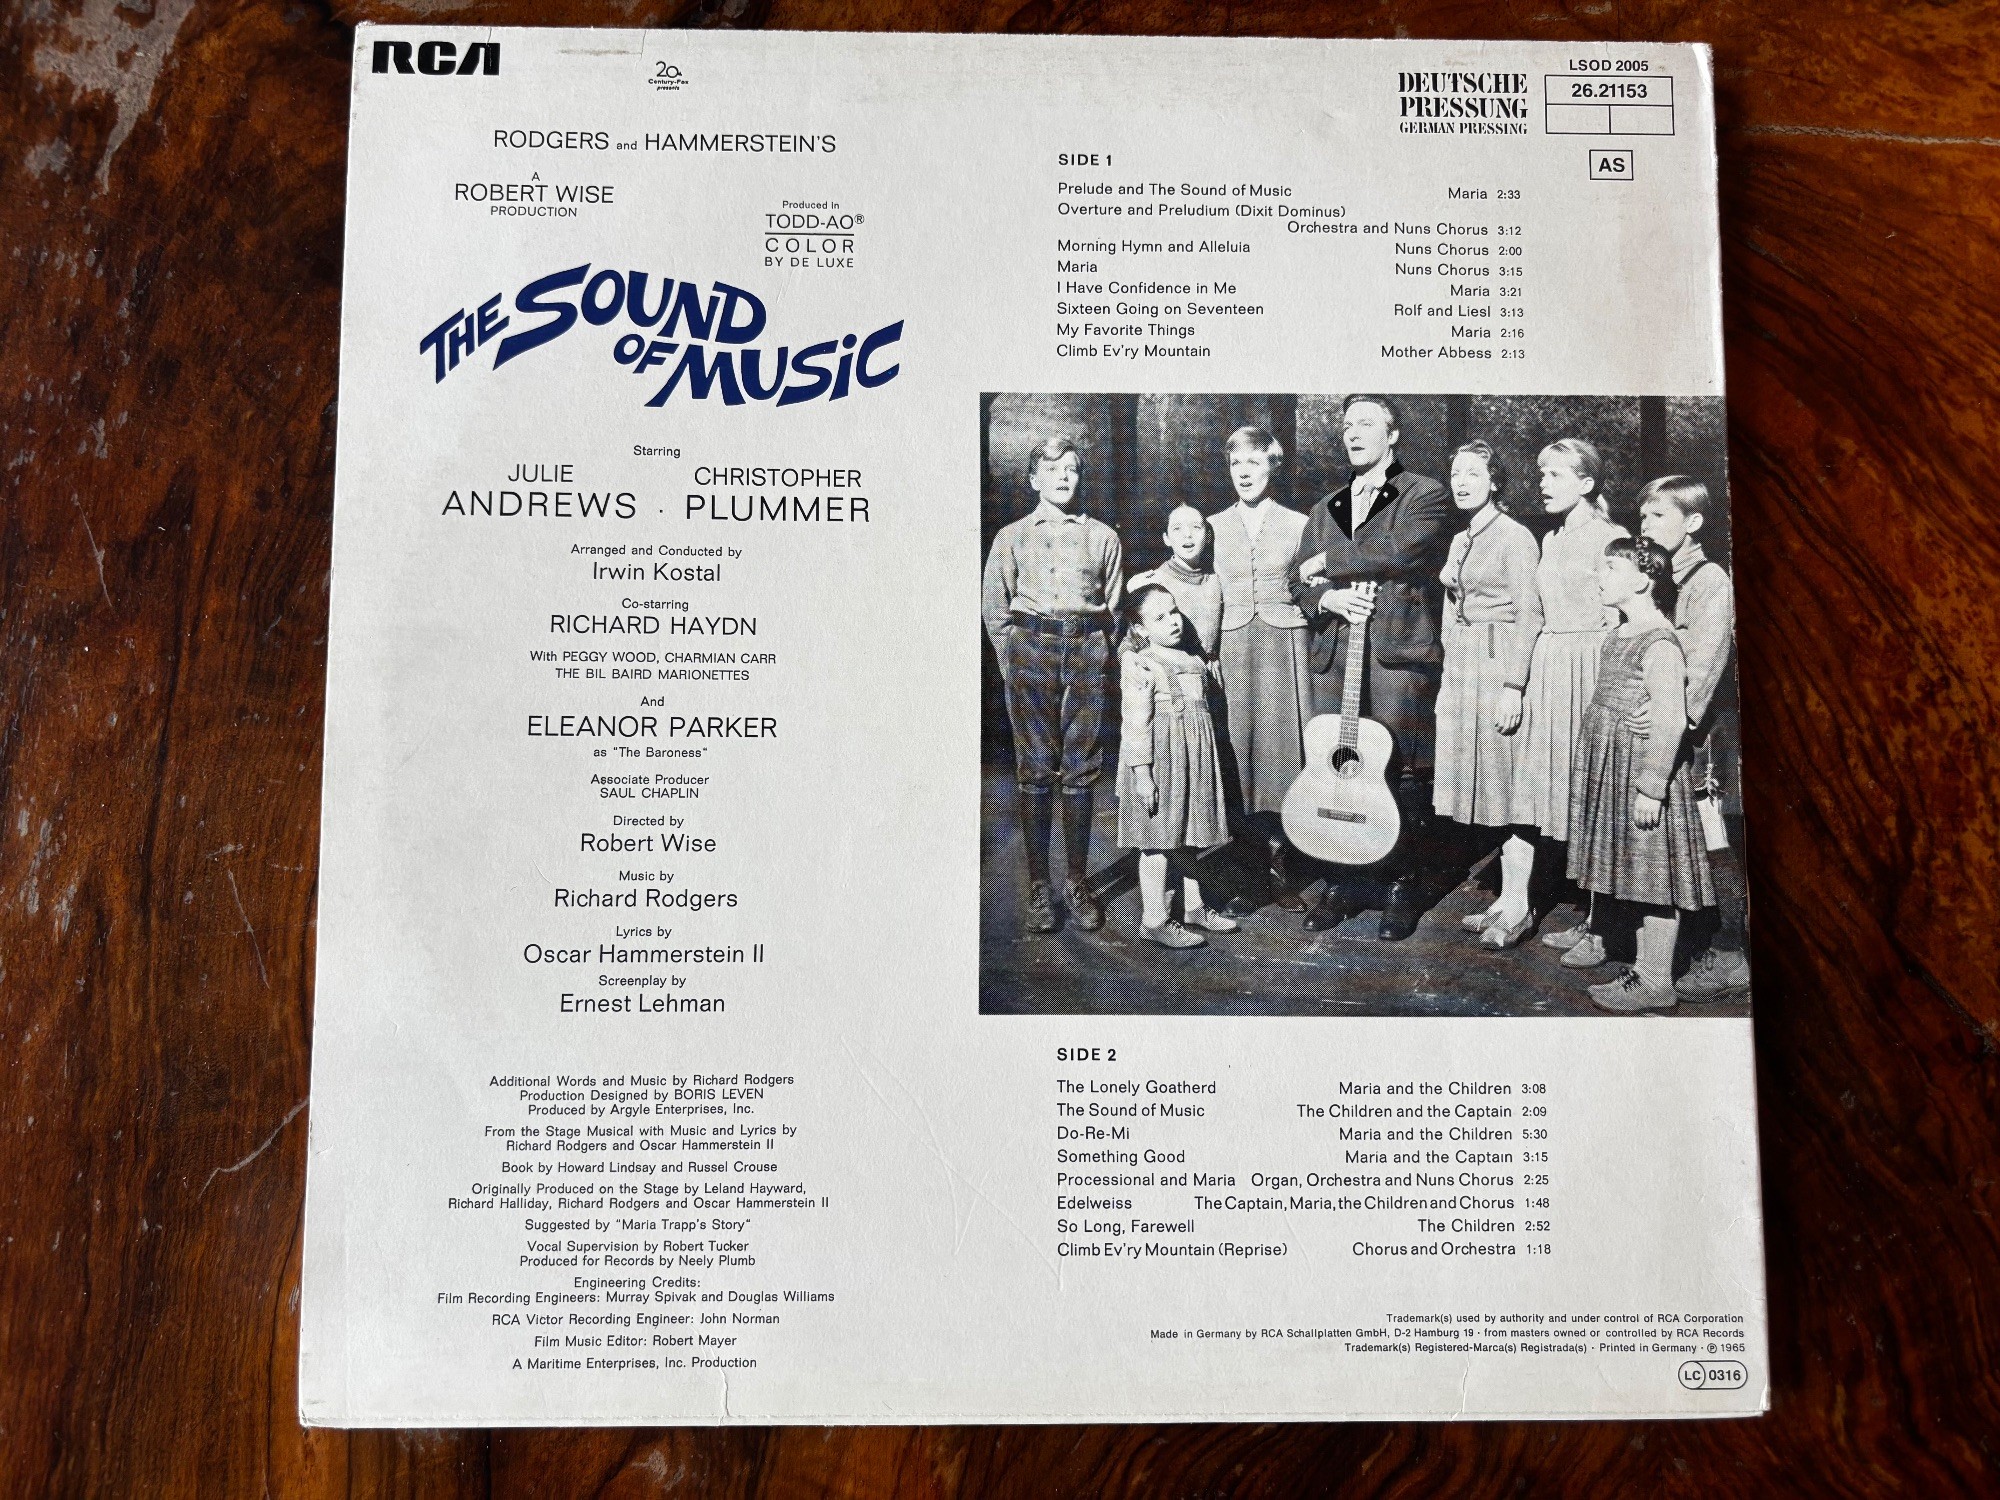 RCA
20
Century-Fox
presents
RODGERS and HAMMERSTEIN'S
A
ROBERT WISE
PRODUCTION
Produced in
TODD-AO®
COLOR
BY DE LUXE
THE SOUND
OF MUSIC
Starring
JULIE
ANDREWS · CHRISTOPHER
PLUMMER
Arranged and Conducted by
Irwin Kostal
Co-starring
RICHARD HAYDN
With PEGGY WOOD, CHARMIAN CARR
THE BIL BAIRD MARIONETTES
And
ELEANOR PARKER
as "The Baroness"
Associate Producer
SAUL CHAPLIN
Directed by
Robert Wise
Music by
Richard Rodgers
Lyrics by
Oscar Hammerstein II
Screenplay by
Ernest Lehman
Additional Words and Music by Richard Rodgers
Production Designed by BORIS LEVEN
Produced by Argyle Enterprises, Inc.
From the Stage Musical with Music and Lyrics by
Richard Rodgers and Oscar Hammerstein II
Book by Howard Lindsay and Russel Crouse
Originally Produced on the Stage by Leland Hayward,
Richard Halliday, Richard Rodgers and Oscar Hammerstein II
Suggested by "Maria Trapp's Story"
Vocal Supervision by Robert Tucker
Produced for Records by Neely Plumb
Engineering Credits:
Film Recording Engineers: Murray Spivak and Douglas Williams
RCA Victor Recording Engineer: John Norman
Film Music Editor: Robert Mayer
A Maritime Enterprises, Inc. Production
DEUTSCHE
PRESSUNG
GERMAN PRESSING
LSOD 2005
26.21153
AS
SIDE 1
Prelude and The Sound of Music Maria 2:33
Overture and Preludium (Dixit Dominus)
Orchestra and Nuns Chorus 3:12
Morning Hymn and Alleluia Nuns Chorus 2:00
Maria Nuns Chorus 3:15
I Have Confidence in Me Maria 3:21
Sixteen Going on Seventeen Rolf and Liesl 3:13
My Favorite Things Maria 2:16
Climb Ev'ry Mountain Mother Abbess 2:13
SIDE 2
The Lonely Goatherd Maria and the Children 3:08
The Sound of Music The Children and the Captain 2:09
Do-Re-Mi Maria and the Children 5:30
Something Good Maria and the Captain 3:15
Processional and Maria Organ, Orchestra and Nuns Chorus 2:25
Edelweiss The Captain, Maria, the Children and Chorus 1:48
So Long, Farewell The Children 2:52
Climb Ev'ry Mountain (Reprise) Chorus and Orchestra 1:18
Trademark(s) used by authority and under control of RCA Corporation
Made in Germany by RCA Schallplatten GmbH, D-2 Hamburg 19 · from masters owned or controlled by RCA Records
Trademark(s) Registered-Marca(s) Registrada(s) · Printed in Germany · ℗ 1965
LC 0316